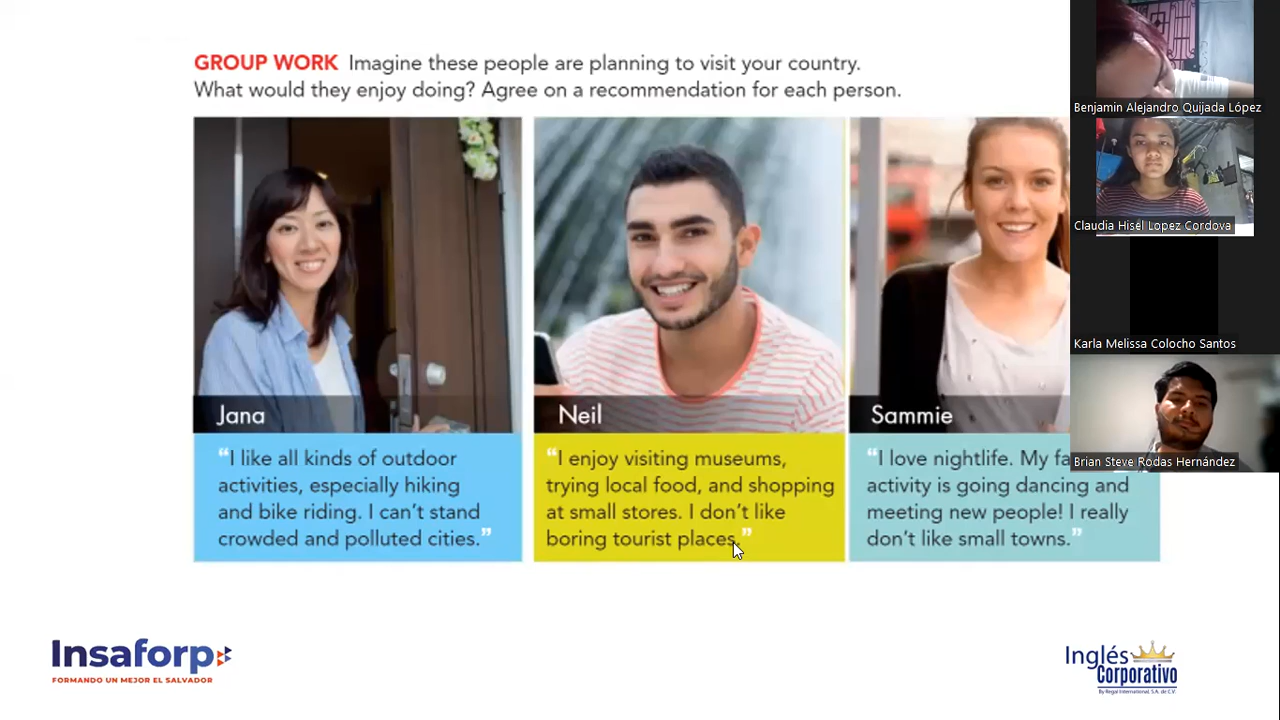 GROUP WORK Imagine these people are planning to visit your country.
What would they enjoy doing? Agree on a recommendation for each person.
Jana
“I like all kinds of outdoor
activities, especially hiking
and bike riding. I can't stand
crowded and polluted cities.”
Neil
“I enjoy visiting museums,
trying local food, and shopping
at small stores. I don't like
boring tourist places.”
Sammie
“I love nightlife. My
activity is going dancing and
meeting new people! I really
don't like small towns.”
Benjamin Alejandro Quijada López
Claudia Hisel Lopez Cordova
Karla Melissa Colocho Santos
Brian Steve Rodas Hernández
Insaforp
FORMANDO UN MEJOR EL SALVADOR
Inglés
Corporativo
By Regal International, S.A. de C.V.